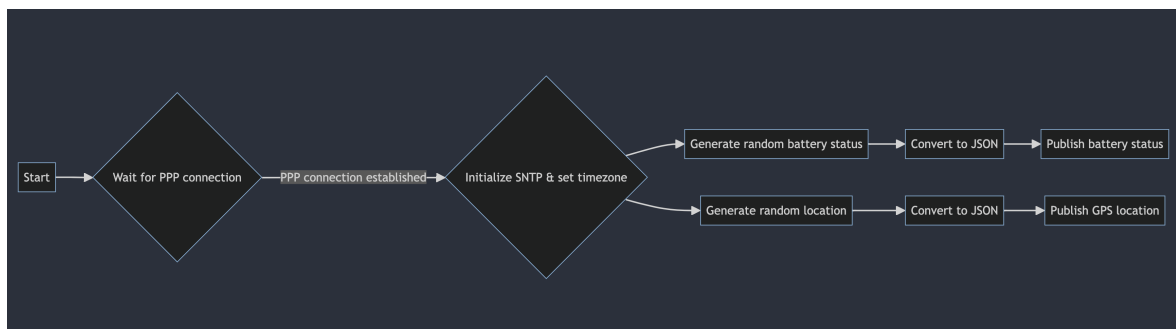 Start
Wait for PPP connection
PPP connection established
Initialize SNTP & set timezone
Generate random battery status
Convert to JSON
Publish battery status
Generate random location
Convert to JSON
Publish GPS location